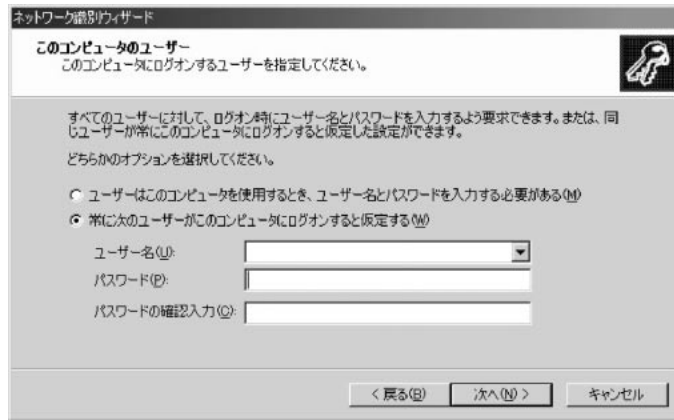 ネットワーク識別ウィザード
このコンピュータのユーザー
このコンピュータにログオンするユーザーを指定してください。
すべてのユーザーに対して、ログオン時にユーザー名とパスワードを入力するよう要求できます。または、同
じユーザーが常にこのコンピュータにログオンすると仮定した設定ができます。
どちらかのオプションを選択してください。
ユーザーはこのコンピュータを使用するとき、ユーザー名とパスワードを入力する必要がある(M)
常に次のユーザーがこのコンピュータにログオンすると仮定する(W)
ユーザー名(U):
パスワード(P):
パスワードの確認入力(C):
< 戻る(B) 次へ(N) > キャンセル